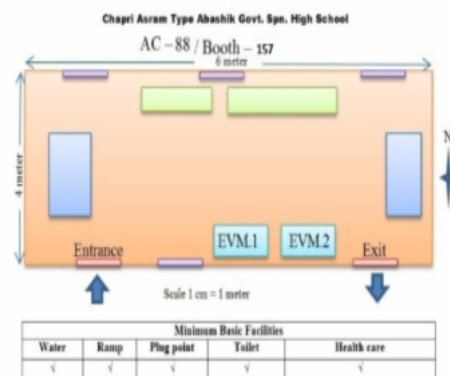 Chapri Asram Type Abashik Govt. Spn. High School
AC – 88 / Booth – 157
6 meter
4 meter
N
EVM.1 EVM.2
Entrance Exit
Scale 1 cm = 1 meter
Minimum Basic Facilities
Water Ramp Plug point Toilet Health care
√ √ √ √ √